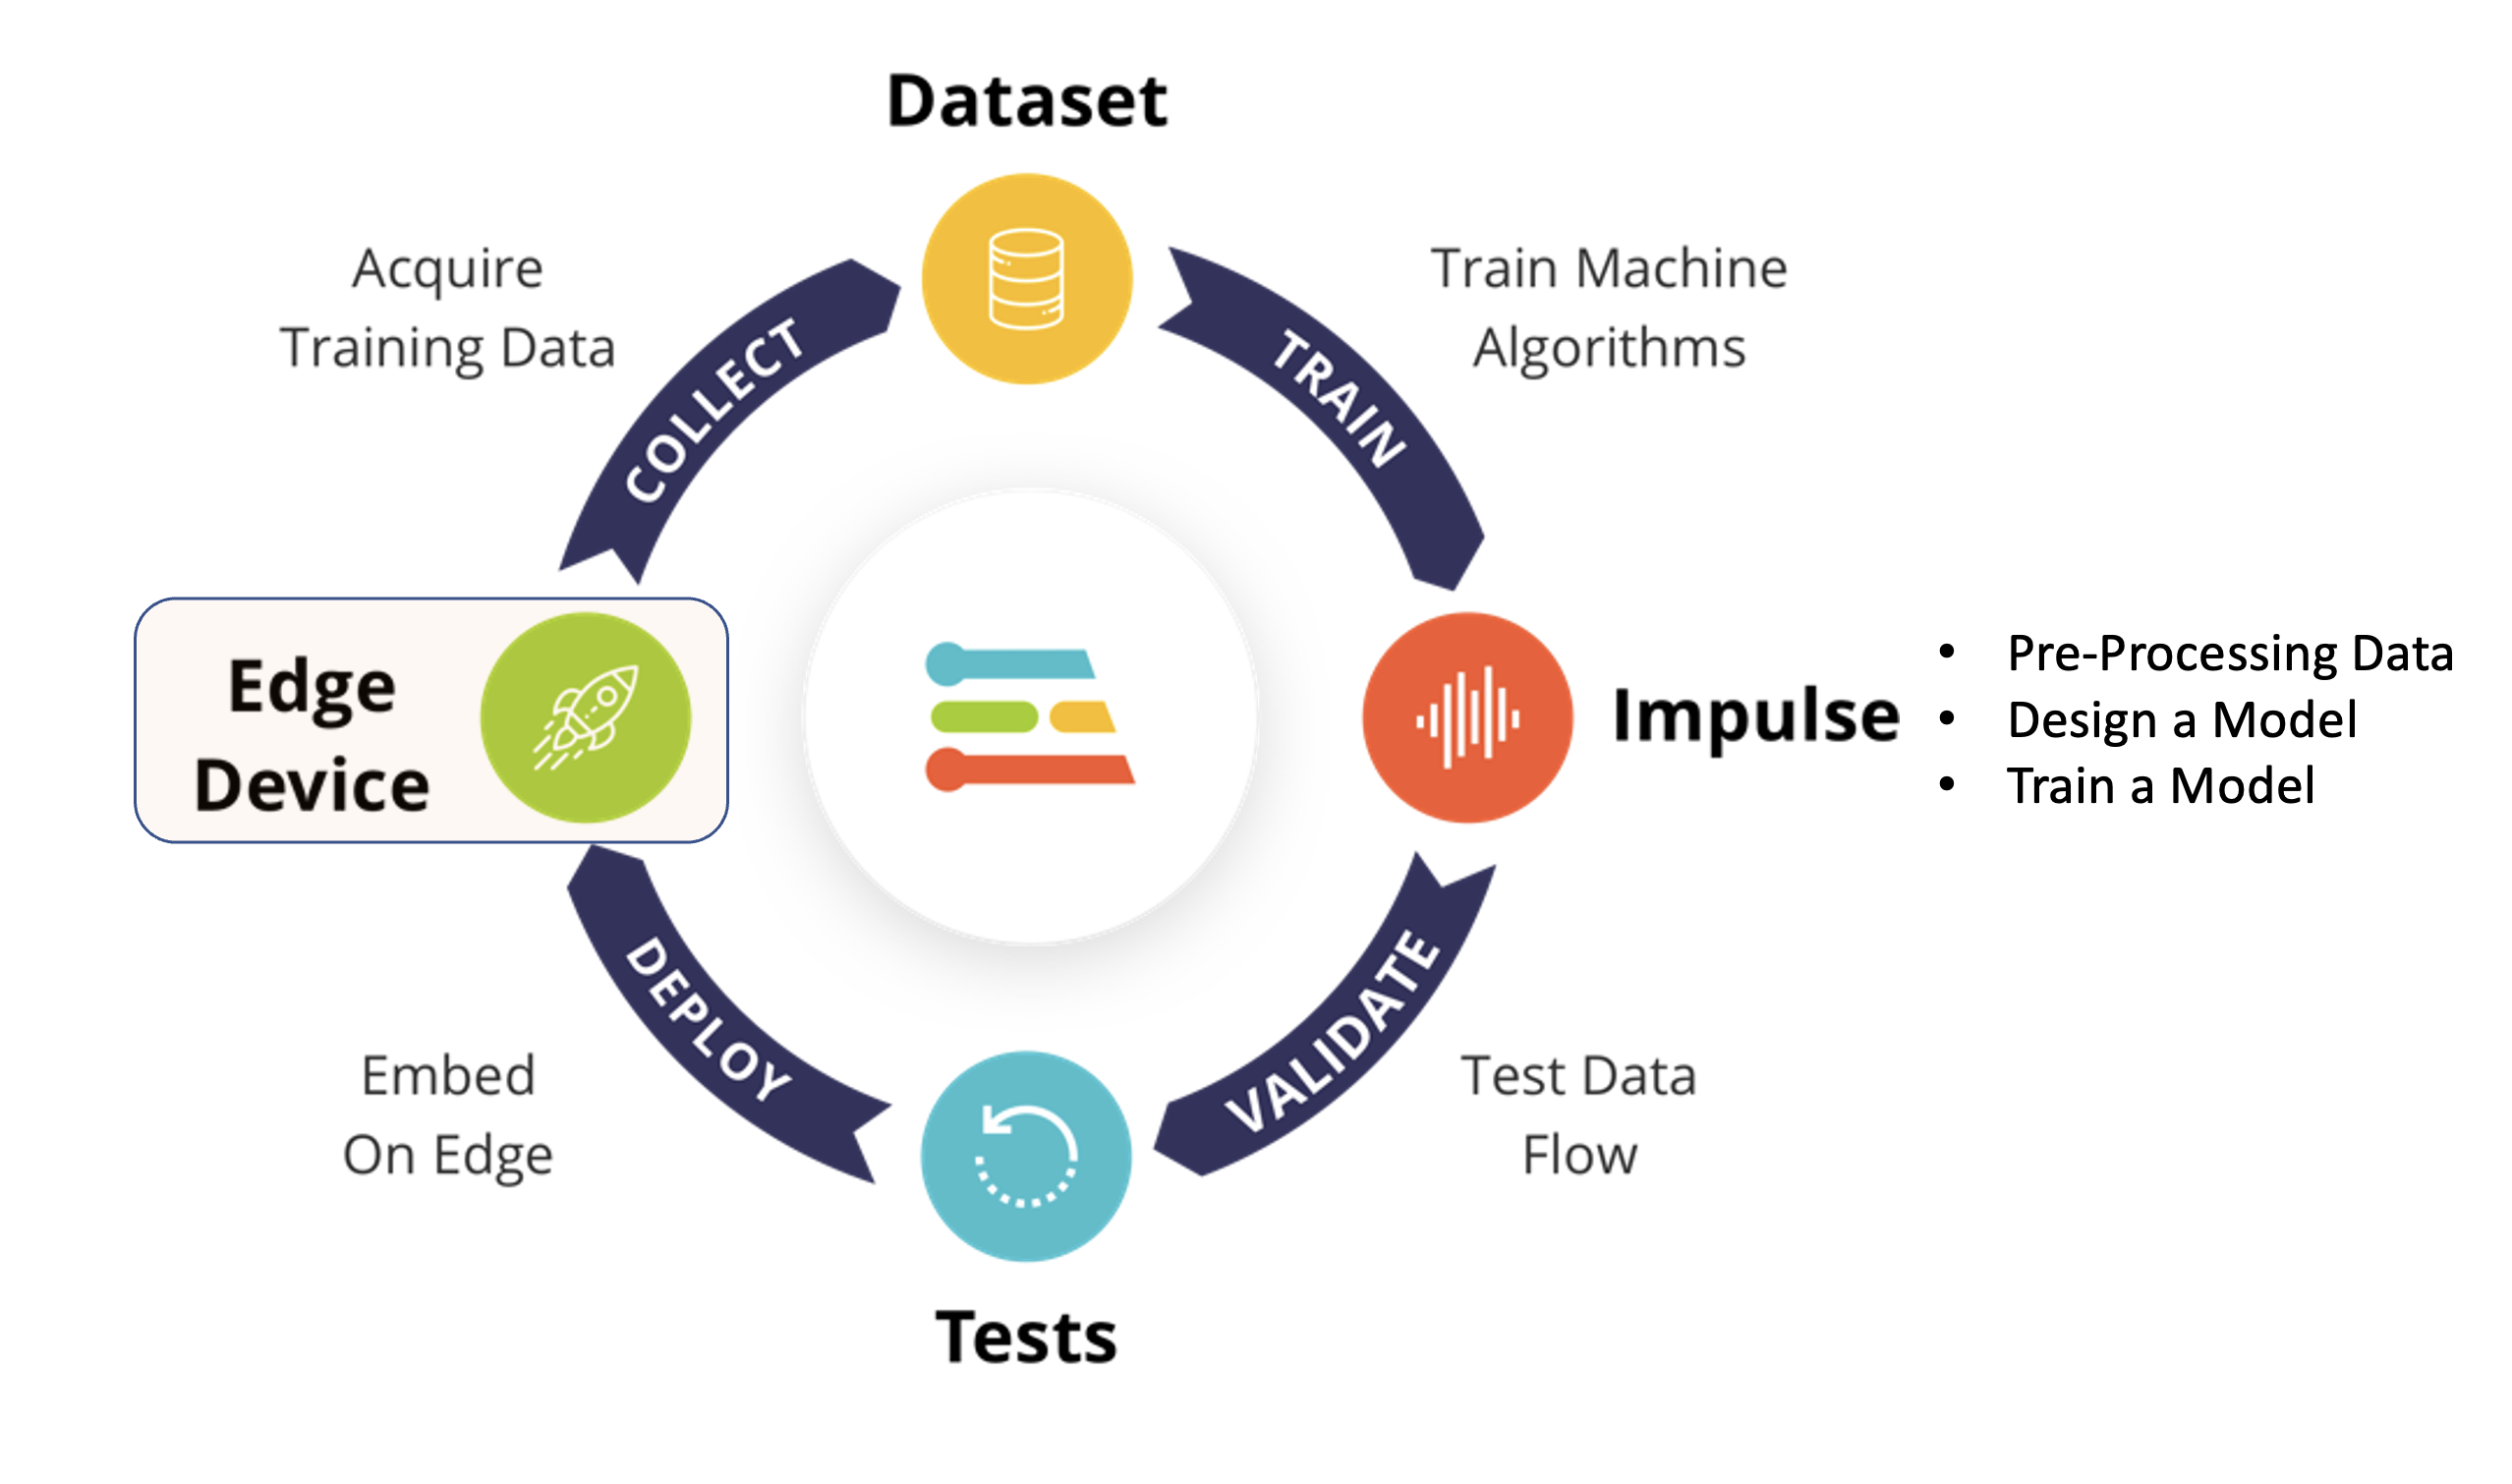 Dataset
Acquire
Training Data
COLLECT
TRAIN
Train Machine
Algorithms
Edge
Device
Impulse
• Pre-Processing Data
• Design a Model
• Train a Model
DEPLOY
VALIDATE
Embed
On Edge
Test Data
Flow
Tests